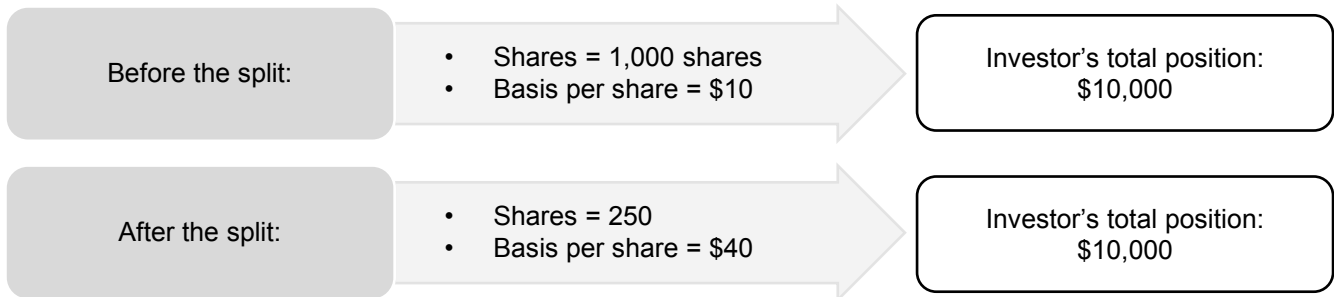 Before the split:
• Shares = 1,000 shares
• Basis per share = $10
Investor’s total position:
$10,000
After the split:
• Shares = 250
• Basis per share = $40
Investor’s total position:
$10,000